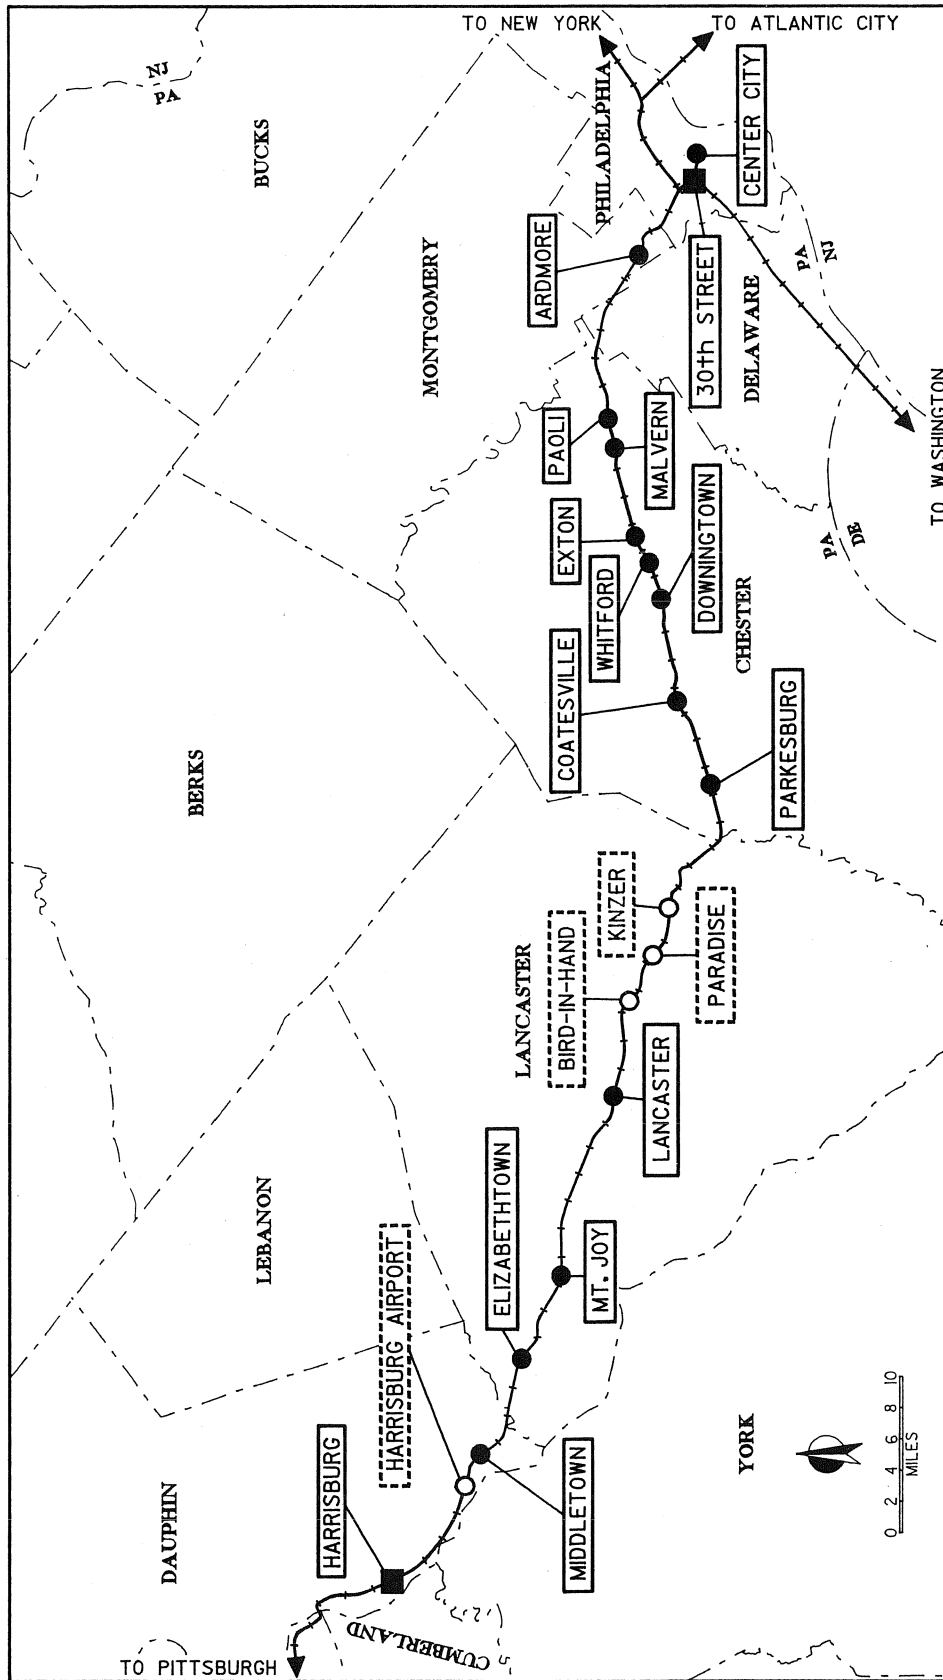 TO NEW YORK
TO ATLANTIC CITY
NJ
PA
BUCKS
PHILADELPHIA
CENTER CITY
MONTGOMERY
ARDMORE
30th STREET
DELAWARE
PA
NJ
TO WASHINGTON
PAOLI
MALVERN
EXTON
WHITFORD
DOWNINGTOWN
PA
DE
CHESTER
COATESVILLE
PARKESBURG
BERKS
KINZER
PARADISE
BIRD-IN-HAND
LANCASTER
LANCASTER
LEBANON
ELIZABETHTOWN
MT. JOY
HARRISBURG AIRPORT
HARRISBURG
MIDDLETOWN
YORK
DAUPHIN
CUMBERLAND
TO PITTSBURGH
0 2 4 6 8 10
MILES